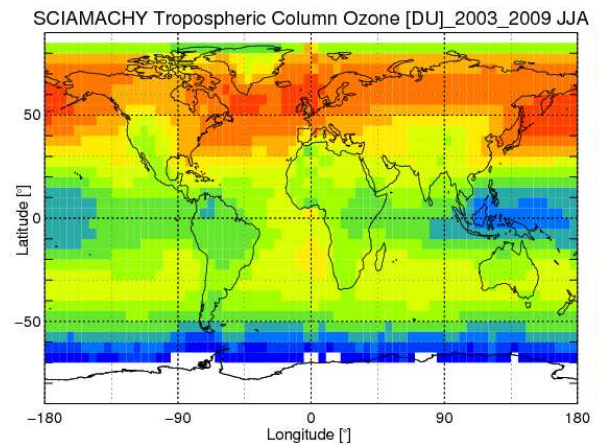 SCIAMACHY Tropospheric Column Ozone [DU]_2003_2009 JJA
50
0
-50
Latitude [°]
-180 -90 0 90 180
Longitude [°]